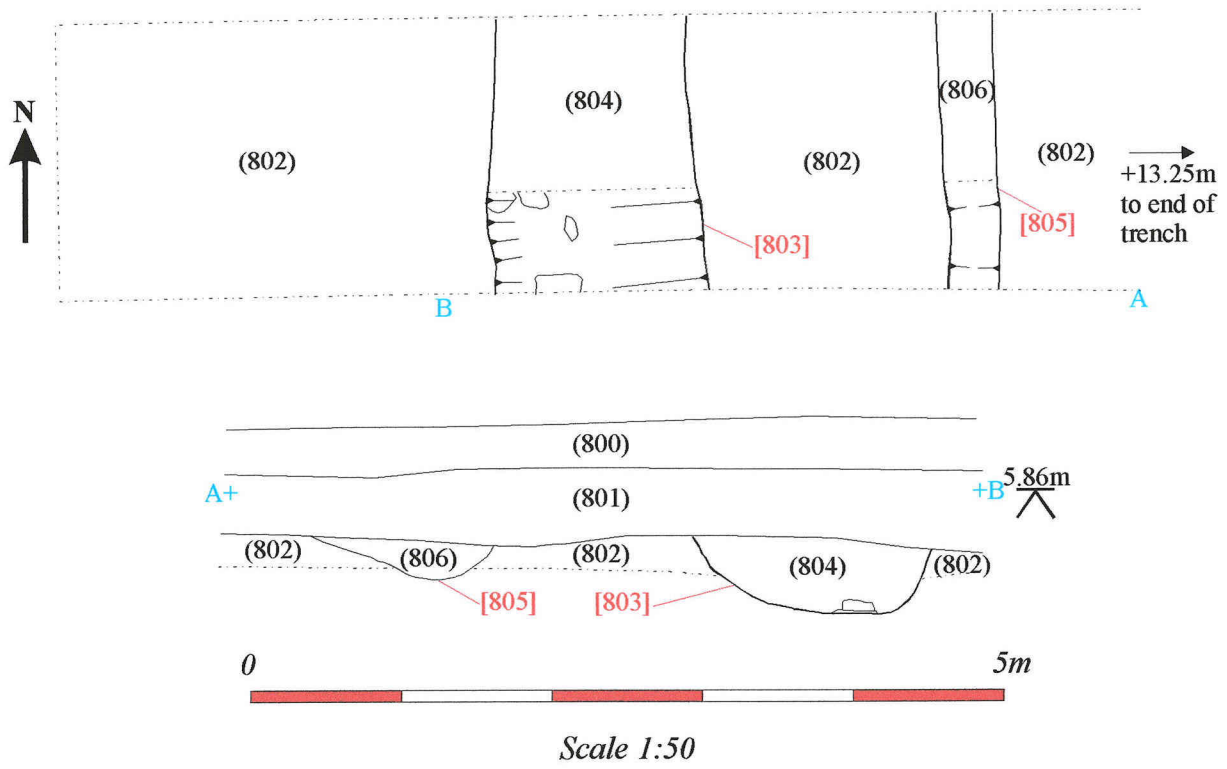 N
(802)
(804)
(802)
(806)
(802)
+13.25m
to end of
trench
[803]
[805]
B
A
(800)
A+
(801)
+B
5.86m
(802)
(806)
(802)
(804)
(802)
[805]
[803]
0
5m
Scale 1:50